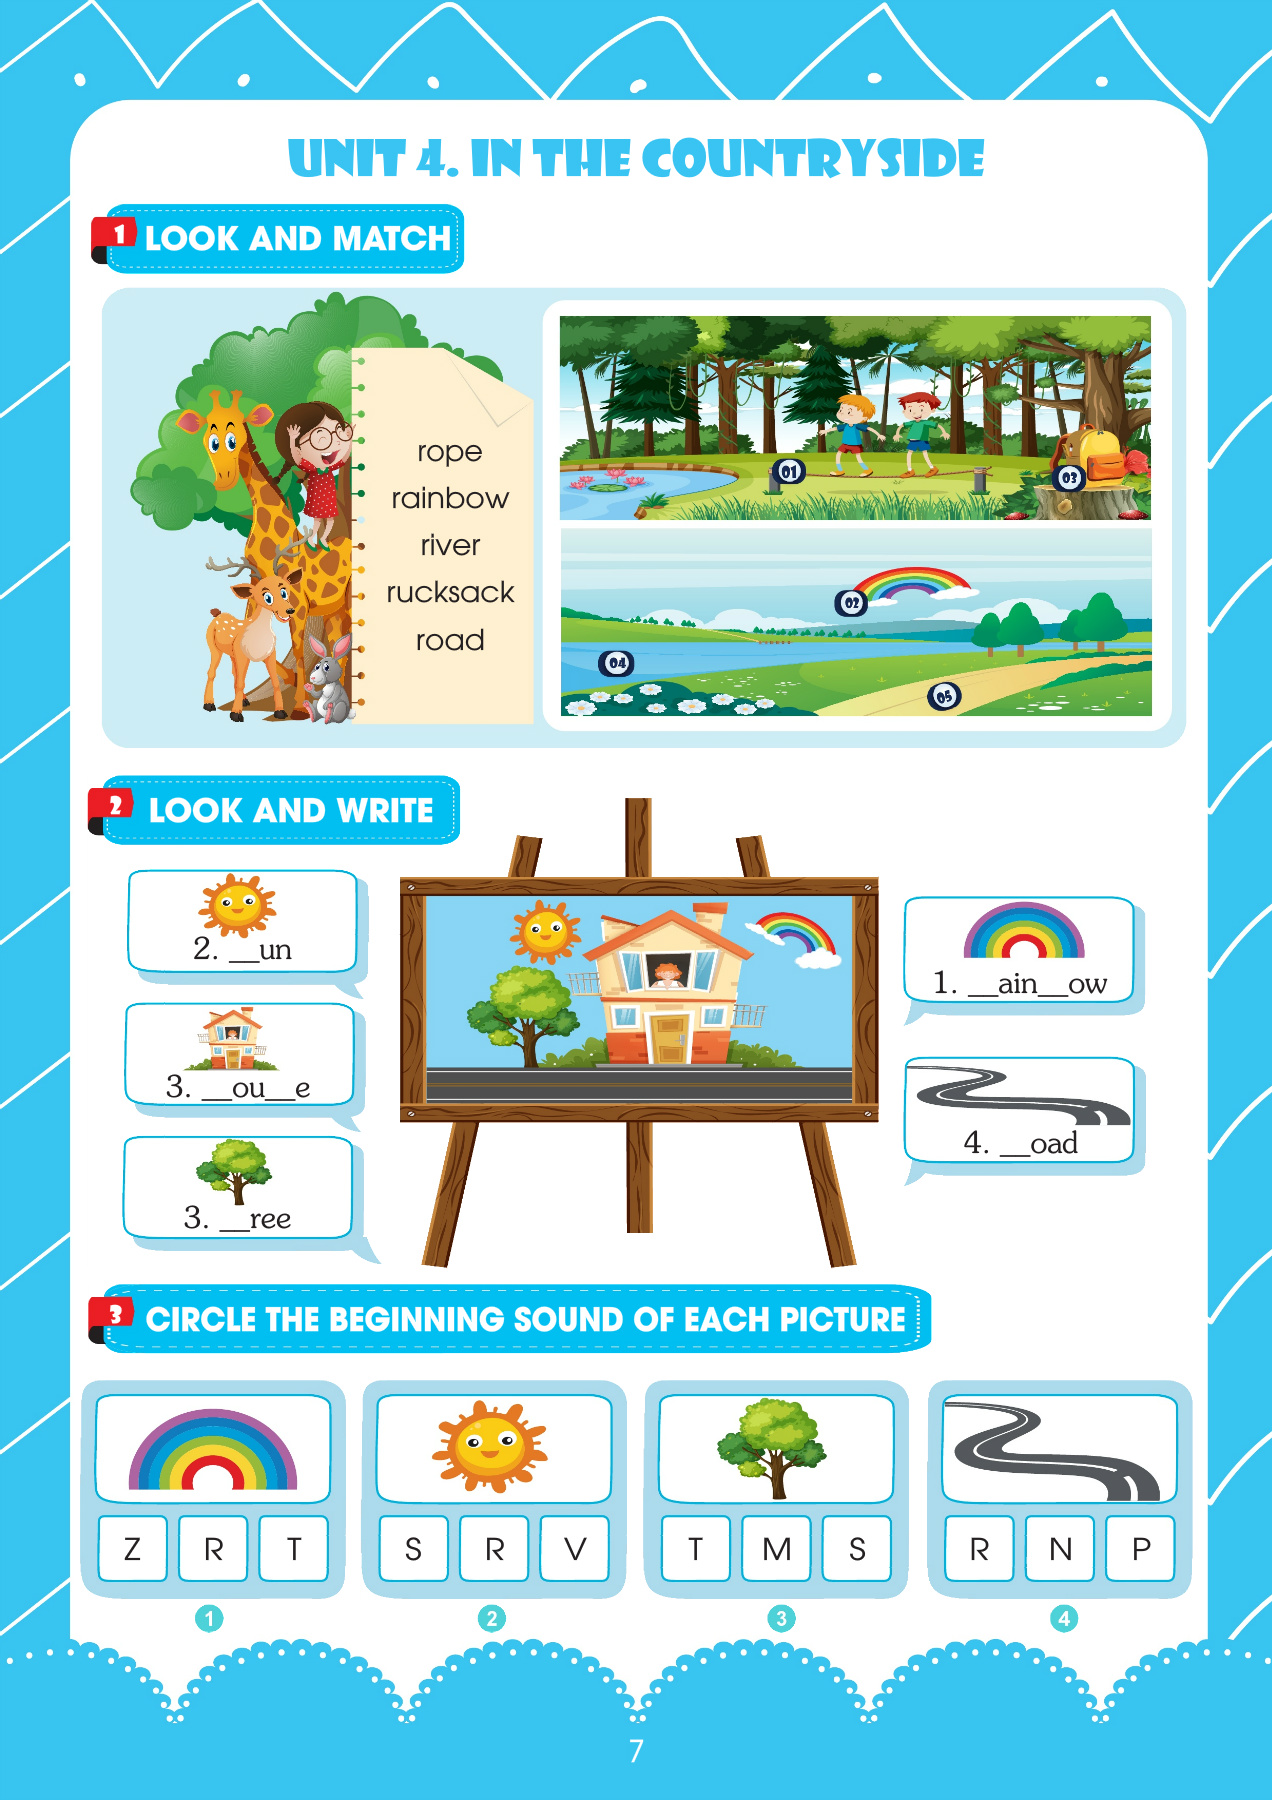 UNIT 4. IN THE COUNTRYSIDE
1 LOOK AND MATCH
rope
rainbow
river
rucksack
road
01
03
02
04
05
2 LOOK AND WRITE
2. __un
3. __ou__e
3. __ree
1. __ain__ow
4. __oad
3 CIRCLE THE BEGINNING SOUND OF EACH PICTURE
Z R T
S R V
T M S
R N P
1
2
3
4
7